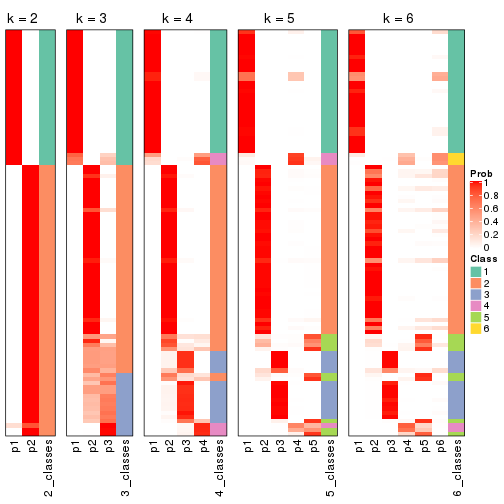 k = 2
k = 3
k = 4
k = 5
k = 6
Prob
1
0.8
0.6
0.4
0.2
0
Class
1
2
3
4
5
6
p1
p2
2_classes
p1
p2
p3
3_classes
p1
p2
p3
p4
4_classes
p1
p2
p3
p4
p5
5_classes
p1
p2
p3
p4
p5
p6
6_classes